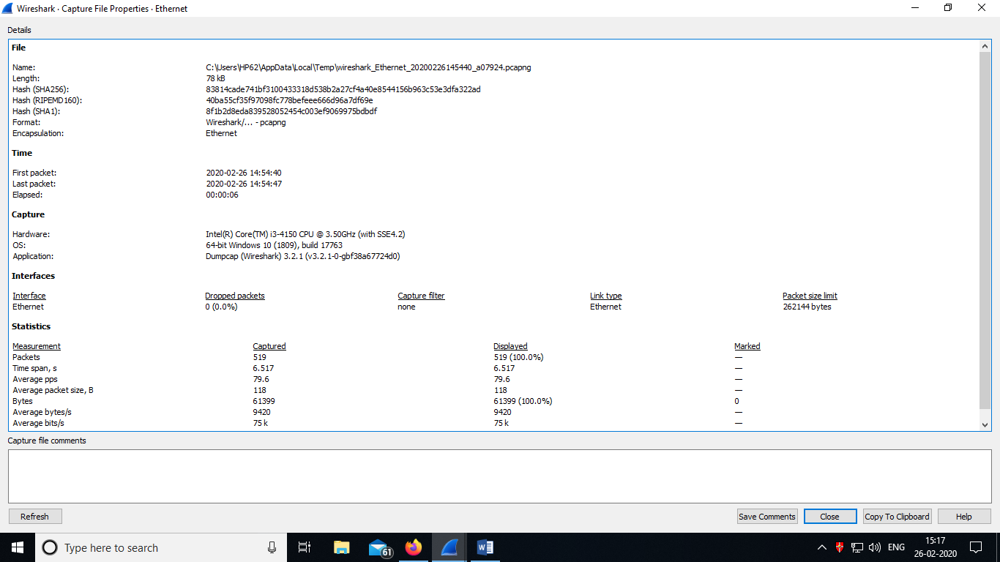 Wireshark · Capture File Properties · Ethernet
Details
File
Name: C:\Users\HP62\AppData\Local\Temp\wireshark_Ethernet_20200226145440_a07924.pcapng
Length: 78 kB
Hash (SHA256): 83814cade741bf3100433318d538b2a27cf4a40e8544156b963c53e3dfa322ad
Hash (RIPEMD160): 40ba55cf35f97098fc778befeee666d96a7df69e
Hash (SHA1): 8f1b2d8eda839528052454c003ef9069975bdbdf
Format: Wireshark/... - pcapng
Encapsulation: Ethernet
Time
First packet: 2020-02-26 14:54:40
Last packet: 2020-02-26 14:54:47
Elapsed: 00:00:06
Capture
Hardware: Intel(R) Core(TM) i3-4150 CPU @ 3.50GHz (with SSE4.2)
OS: 64-bit Windows 10 (1809), build 17763
Application: Dumpcap (Wireshark) 3.2.1 (v3.2.1-0-gbf38a67724d0)
Interfaces
Interface Dropped packets Capture filter Link type Packet size limit
Ethernet 0 (0.0%) none Ethernet 262144 bytes
Statistics
Measurement Captured Displayed Marked
Packets 519 519 (100.0%) —
Time span, s 6.517 6.517 —
Average pps 79.6 79.6 —
Average packet size, B 118 118 —
Bytes 61399 61399 (100.0%) 0
Average bytes/s 9420 9420 —
Average bits/s 75 k 75 k —
Capture file comments
Refresh Save Comments Close Copy To Clipboard Help
Type here to search 61 ENG 15:17
26-02-2020